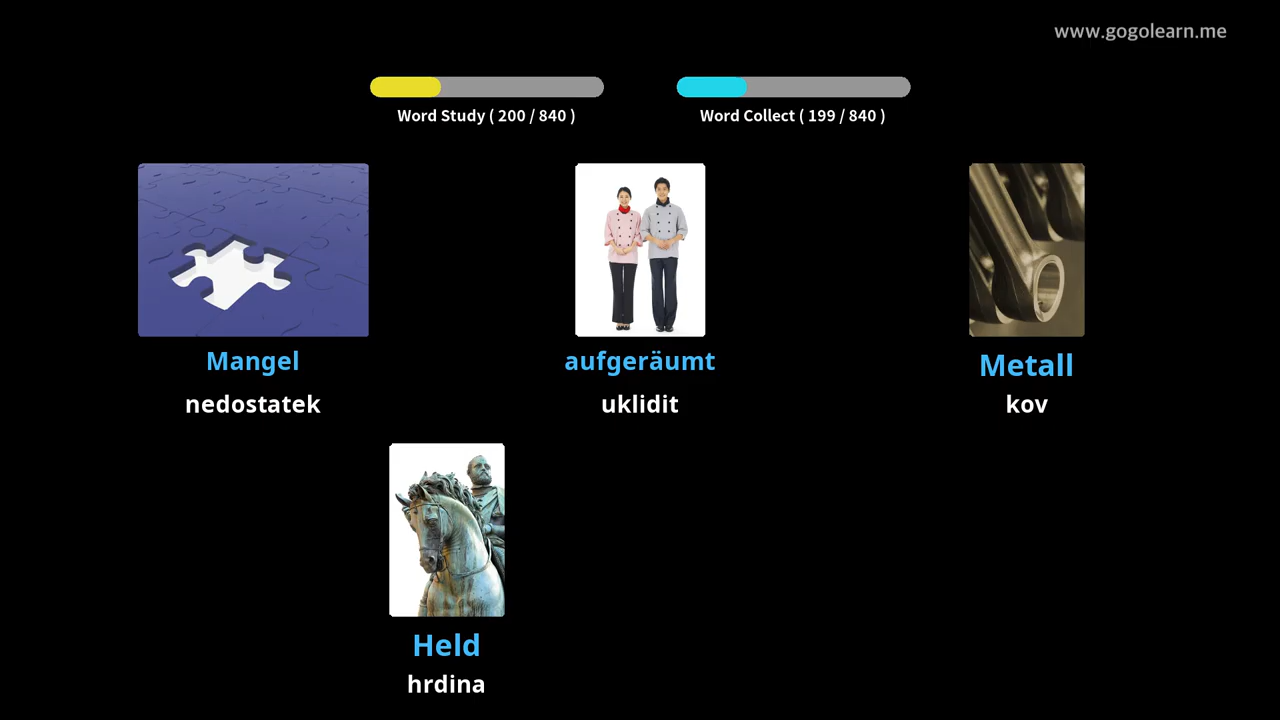 www.gogolearn.me
Word Study ( 200 / 840 )
Word Collect ( 199 / 840 )
Mangel
nedostatek
aufgeräumt
uklidit
Metall
kov
Held
hrdina